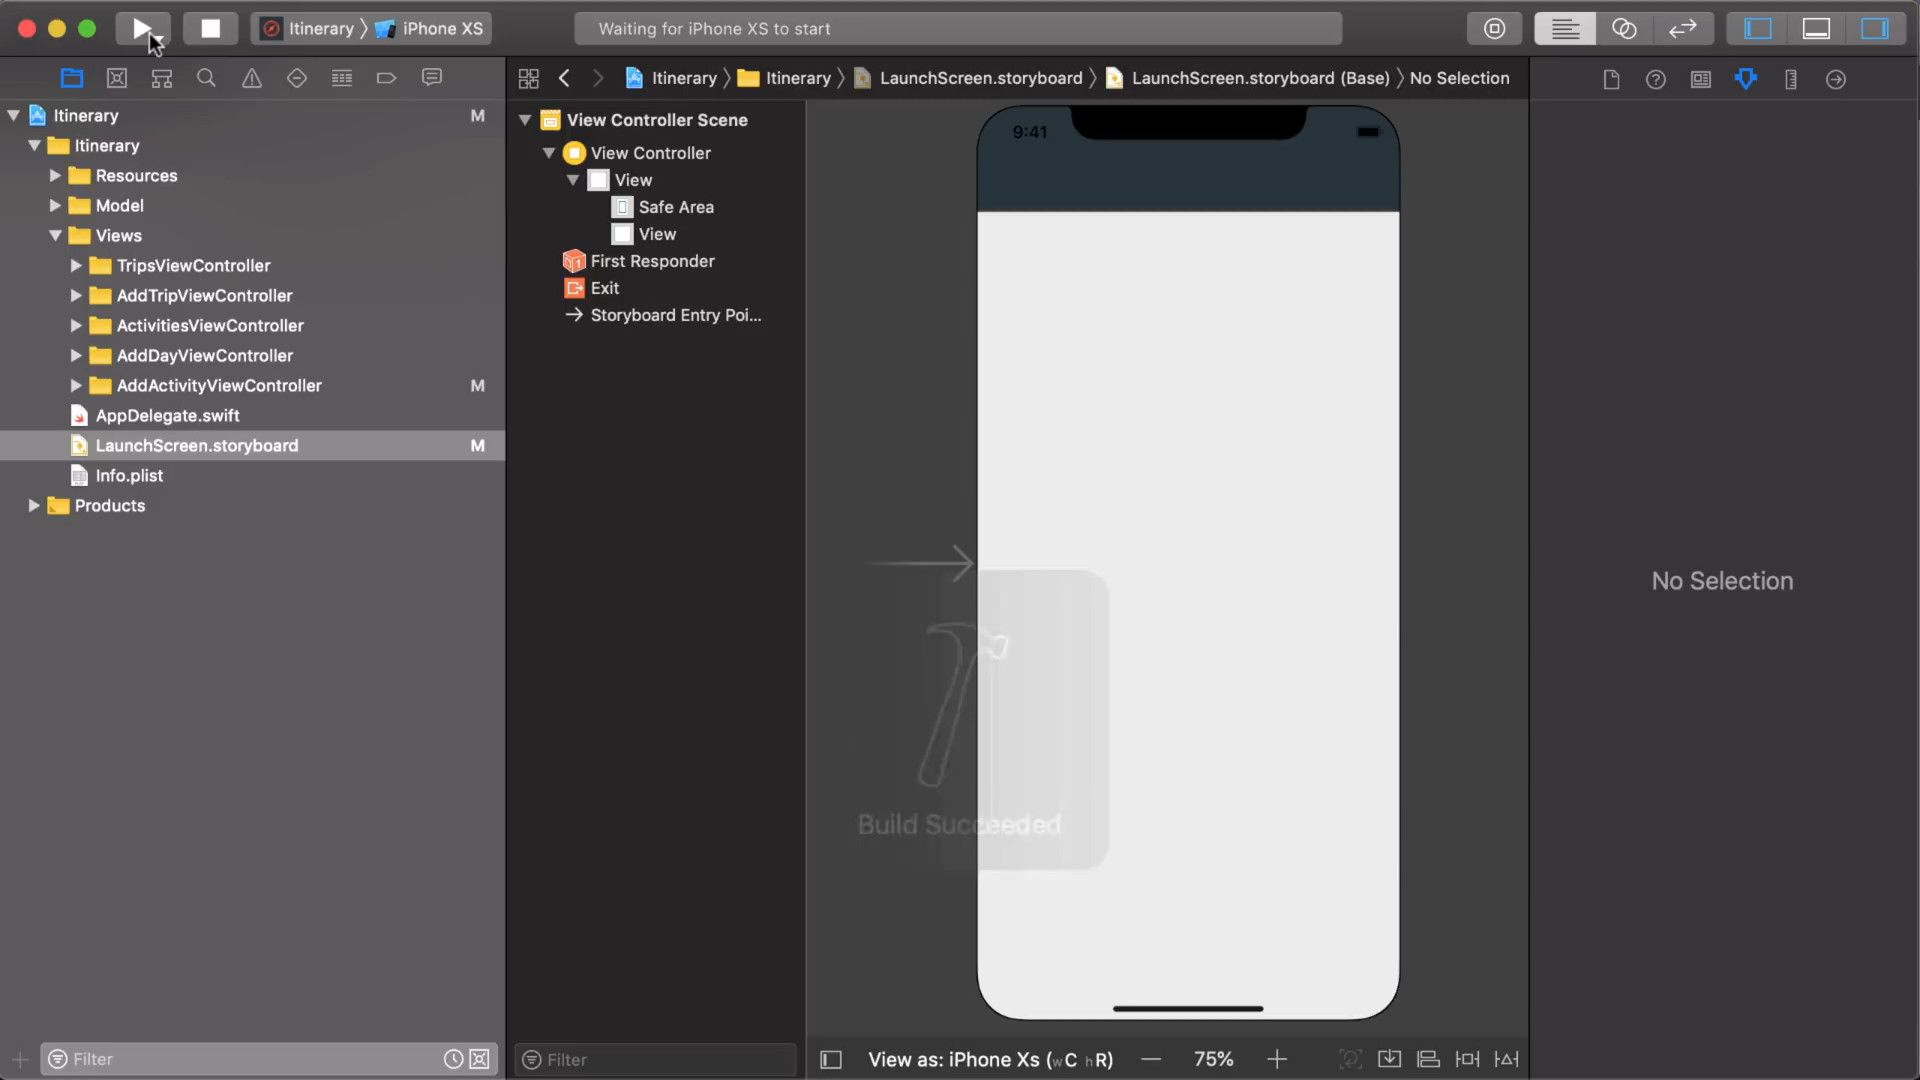 Itinerary
iPhone XS
Waiting for iPhone XS to start
Itinerary
Itinerary
LaunchScreen.storyboard
LaunchScreen.storyboard (Base)
No Selection
Itinerary M
Itinerary
Resources
Model
Views
TripsViewController
AddTripViewController
ActivitiesViewController
AddDayViewController
AddActivityViewController M
AppDelegate.swift
LaunchScreen.storyboard M
Info.plist
Products
Filter
View Controller Scene
View Controller
View
Safe Area
View
First Responder
Exit
Storyboard Entry Poi...
Filter
9:41
Build Succeeded
View as: iPhone Xs (wC hR)
75%
No Selection